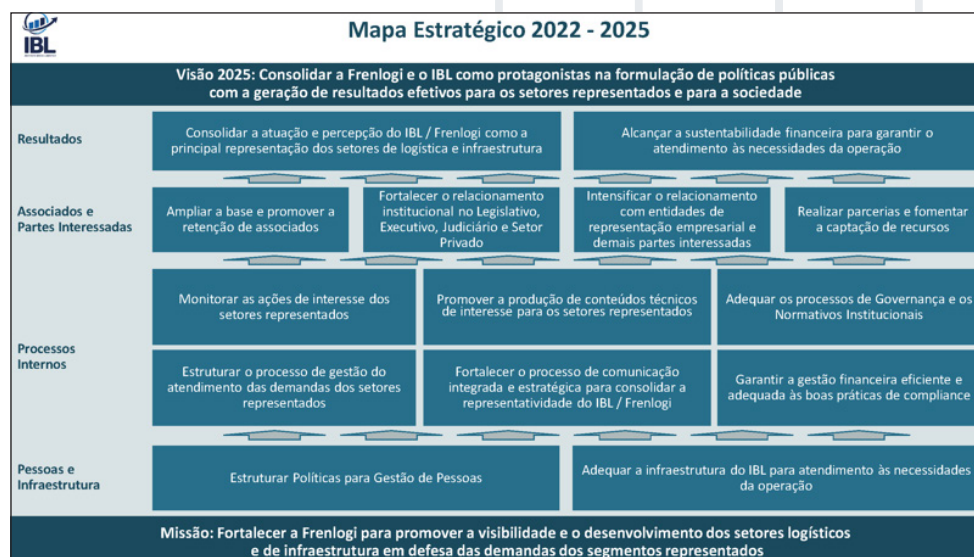 IBL
Mapa Estratégico 2022 - 2025
Visão 2025: Consolidar a Frenlogi e o IBL como protagonistas na formulação de políticas públicas
com a geração de resultados efetivos para os setores representados e para a sociedade
Resultados
Consolidar a atuação e percepção do IBL / Frenlogi como a
principal representação dos setores de logística e infraestrutura
Alcançar a sustentabilidade financeira para garantir o
atendimento às necessidades da operação
Associados e
Partes Interessadas
Ampliar a base e promover a
retenção de associados
Fortalecer o relacionamento
institucional no Legislativo,
Executivo, Judiciário e Setor
Privado
Intensificar o relacionamento
com entidades de
representação empresarial e
demais partes interessadas
Realizar parcerias e fomentar
a captação de recursos
Processos
Internos
Monitorar as ações de interesse dos
setores representados
Promover a produção de conteúdos técnicos
de interesse para os setores representados
Adequar os processos de Governança e os
Normativos Institucionais
Estruturar o processo de gestão do
atendimento das demandas dos setores
representados
Fortalecer o processo de comunicação
integrada e estratégica para consolidar a
representatividade do IBL / Frenlogi
Garantir a gestão financeira eficiente e
adequada às boas práticas de compliance
Pessoas e
Infraestrutura
Estruturar Políticas para Gestão de Pessoas
Adequar a infraestrutura do IBL para atendimento às necessidades
da operação
Missão: Fortalecer a Frenlogi para promover a visibilidade e o desenvolvimento dos setores logísticos
e de infraestrutura em defesa das demandas dos segmentos representados